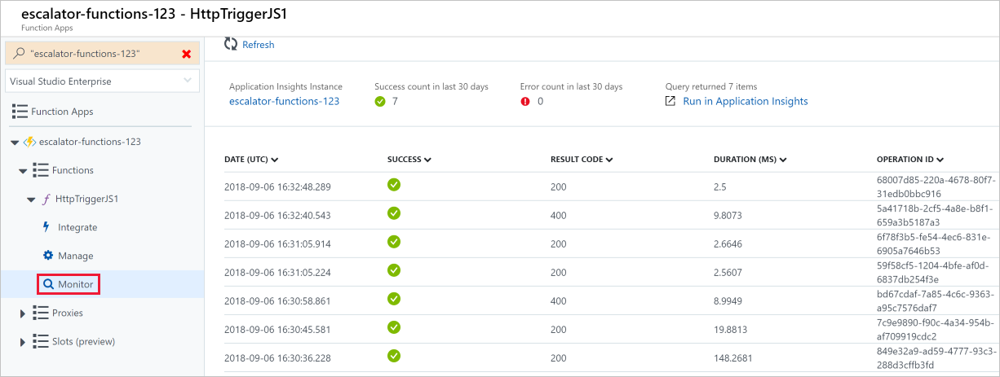 escalator-functions-123 - HttpTriggerJS1
Function Apps
"escalator-functions-123"
Visual Studio Enterprise
Function Apps
escalator-functions-123
Functions
HttpTriggerJS1
Integrate
Manage
Monitor
Proxies
Slots (preview)
Refresh
Application Insights Instance
escalator-functions-123
Success count in last 30 days
7
Error count in last 30 days
0
Query returned 7 items
Run in Application Insights
DATE (UTC) SUCCESS RESULT CODE DURATION (MS) OPERATION ID
2018-09-06 16:32:48.289 200 2.5 68007d85-220a-4678-80f7-
31edb0bbc916
2018-09-06 16:32:40.543 400 9.8073 5a41718b-2cf5-4a8e-b8f1-
659a3b5187a3
2018-09-06 16:31:05.914 200 2.6646 6f78f3b5-fe54-4ec6-831e-
6905a7646b53
2018-09-06 16:31:05.224 200 2.5607 59f58cf5-1204-4bfe-af0d-
6837db254f3e
2018-09-06 16:30:58.861 400 8.9949 bd67cdaf-7a85-4c6c-9363-
a95c7576daf7
2018-09-06 16:30:45.581 200 19.8813 7c9e9890-f90c-4a34-954b-
af709919cdc2
2018-09-06 16:30:36.228 200 148.2681 849e32a9-ad59-4777-93c3-
288d3cffb3fd